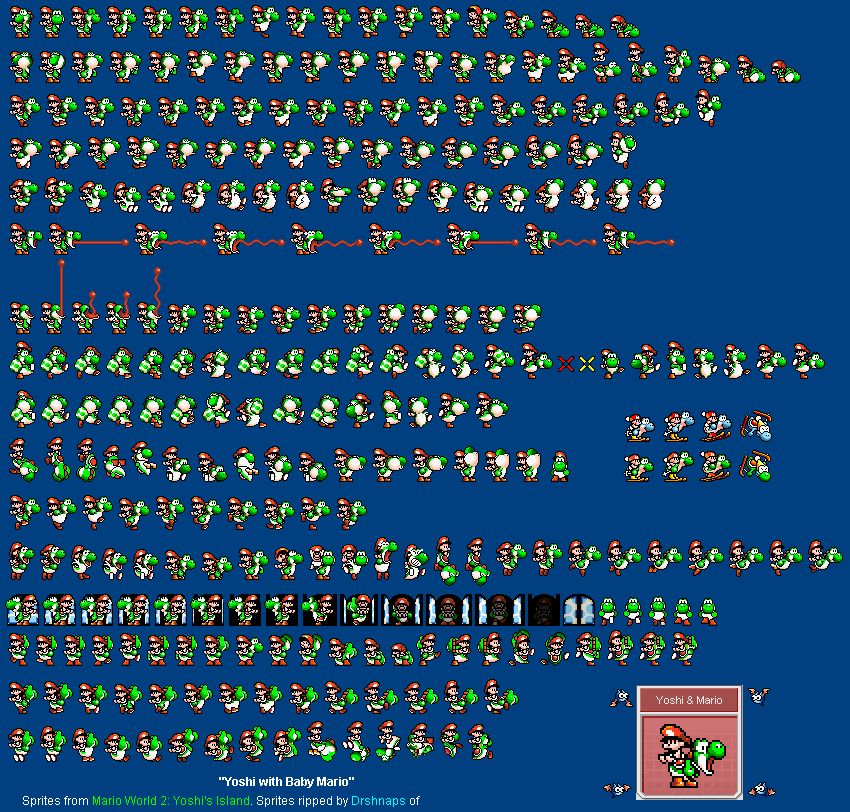 Yoshi & Mario
"Yoshi with Baby Mario"
Sprites from Mario World 2: Yoshi's Island. Sprites ripped by Drshnaps of